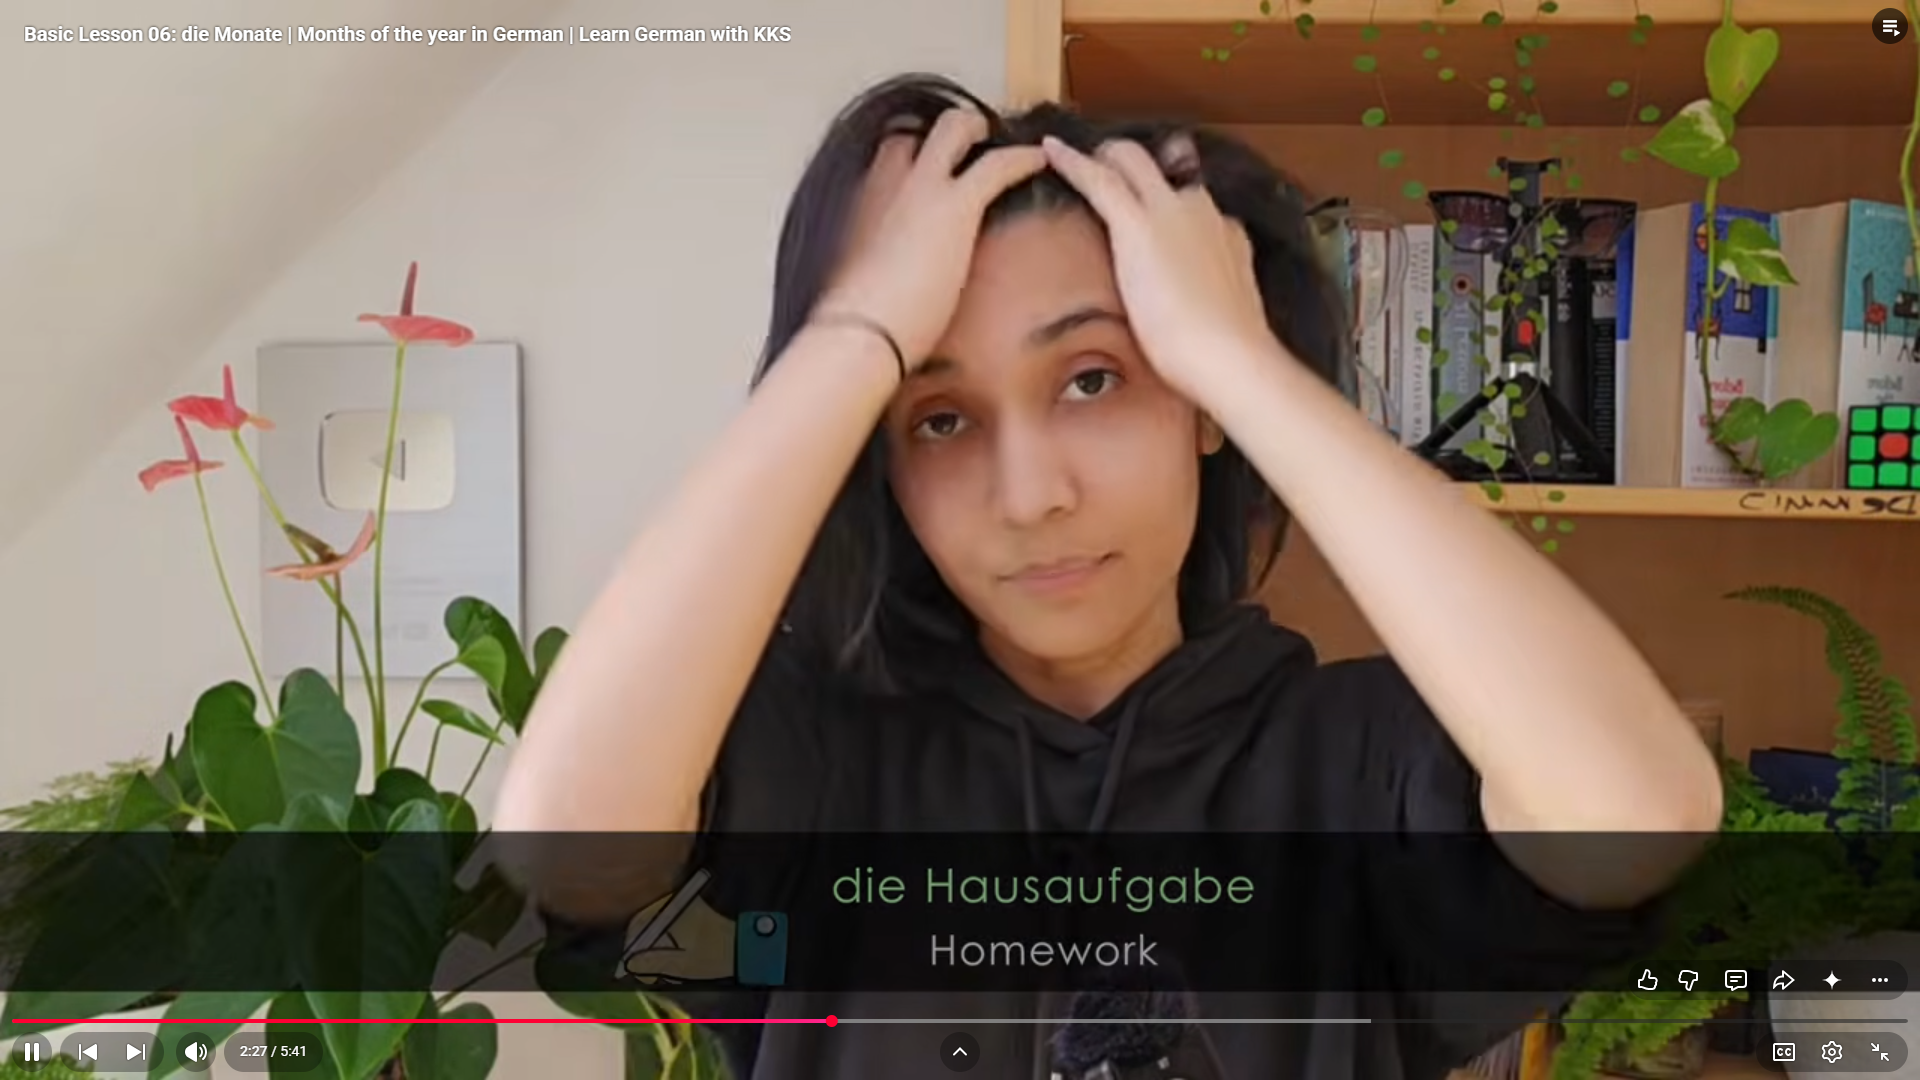 Basic Lesson 06: die Monate | Months of the year in German | Learn German with KKS
die Hausaufgabe
Homework
2:27 / 5:41
CC